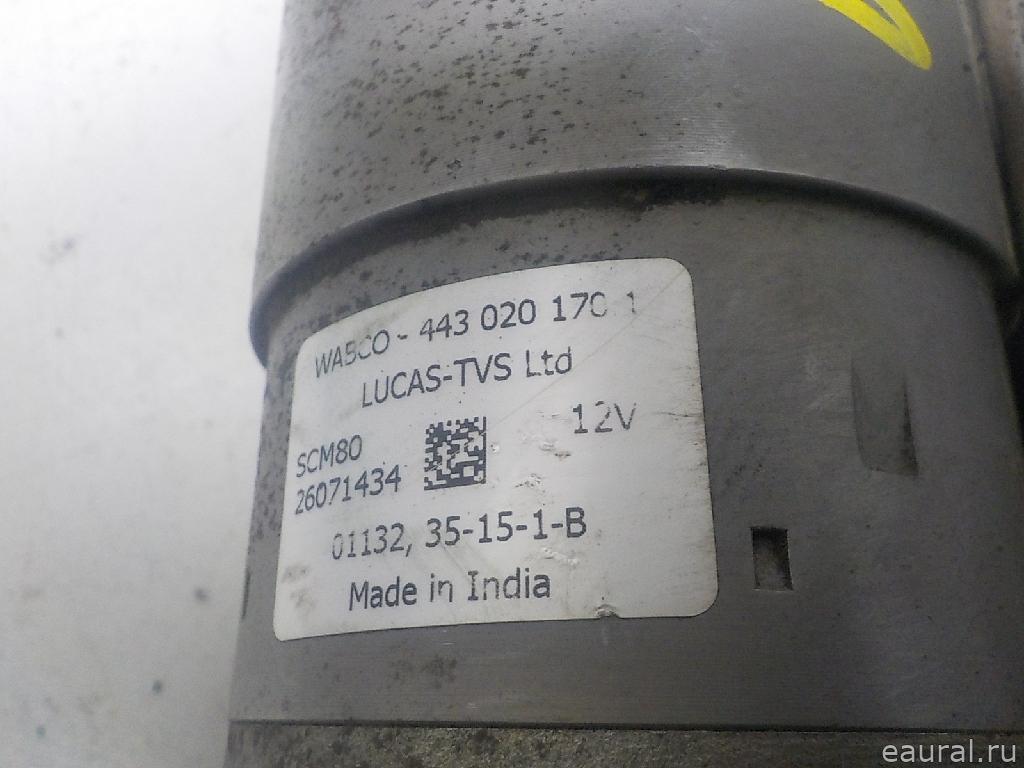 WABCO - 443 020 170 1
LUCAS-TVS Ltd
12V
SCM80
26071434
01132, 35-15-1-B
Made in India
eaural.ru